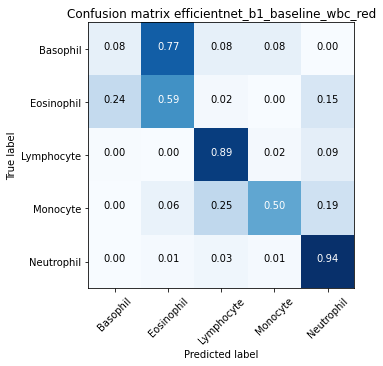 Confusion matrix efficientnet_b1_baseline_wbc_red
True label
Basophil 0.08 0.77 0.08 0.08 0.00
Eosinophil 0.24 0.59 0.02 0.00 0.15
Lymphocyte 0.00 0.00 0.89 0.02 0.09
Monocyte 0.00 0.06 0.25 0.50 0.19
Neutrophil 0.00 0.01 0.03 0.01 0.94
Basophil Eosinophil Lymphocyte Monocyte Neutrophil
Predicted label